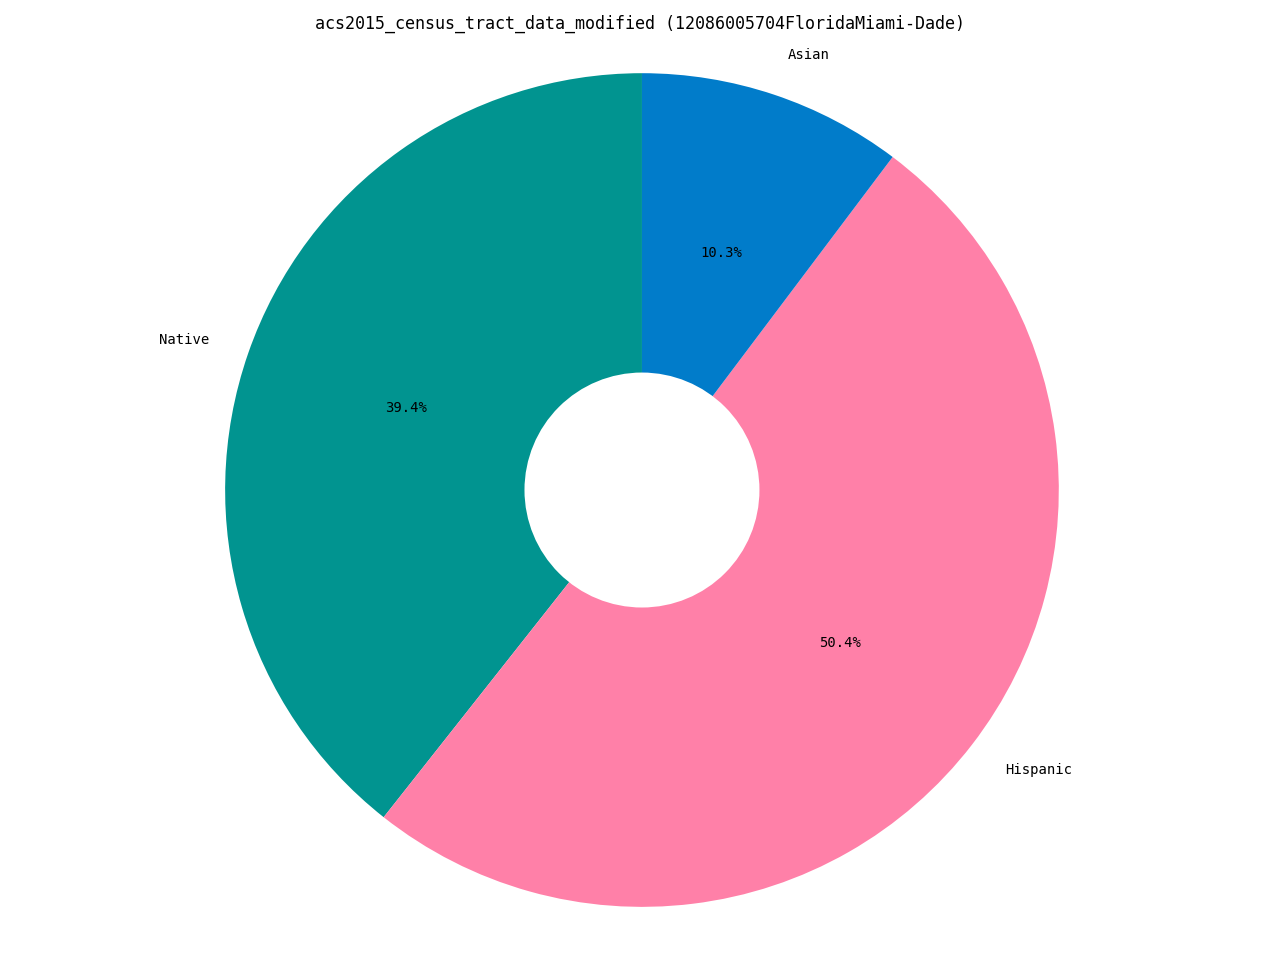 acs2015_census_tract_data_modified (12086005704FloridaMiami-Dade)
Asian
10.3%
Native
39.4%
50.4%
Hispanic